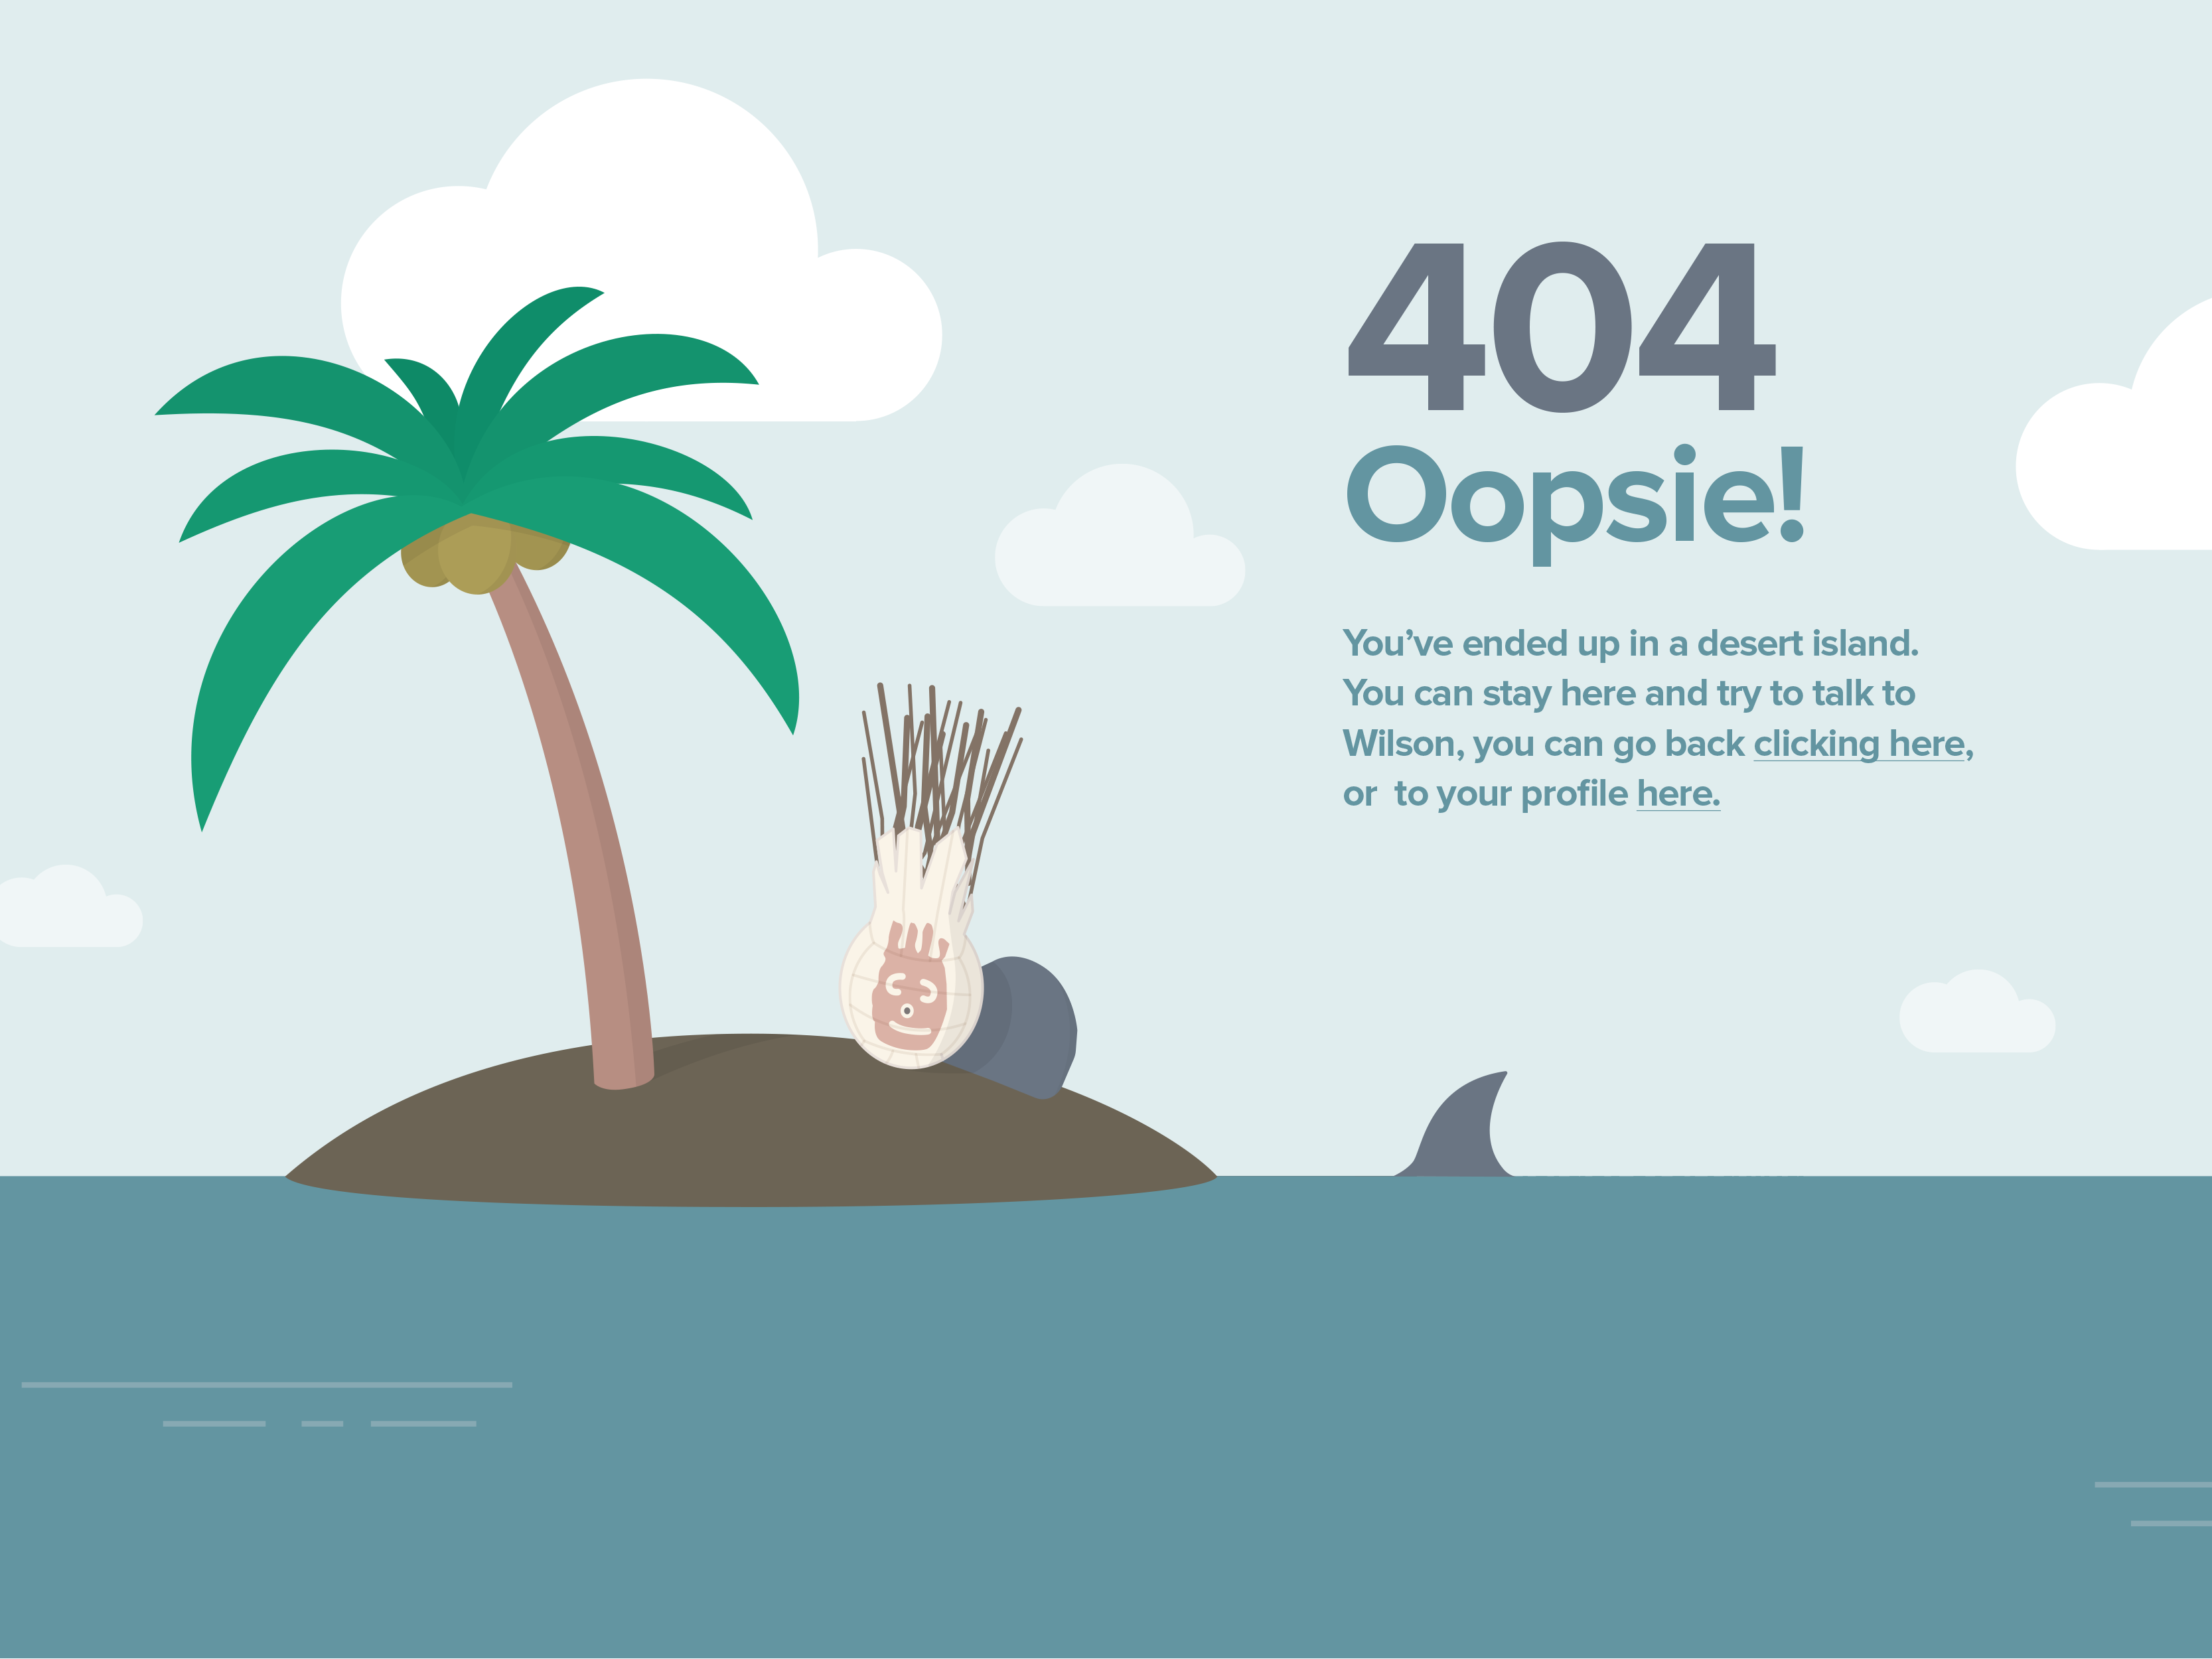 404
Oopsie!
You’ve ended up in a desert island.
You can stay here and try to talk to
Wilson, you can go back clicking here,
or to your profile here.